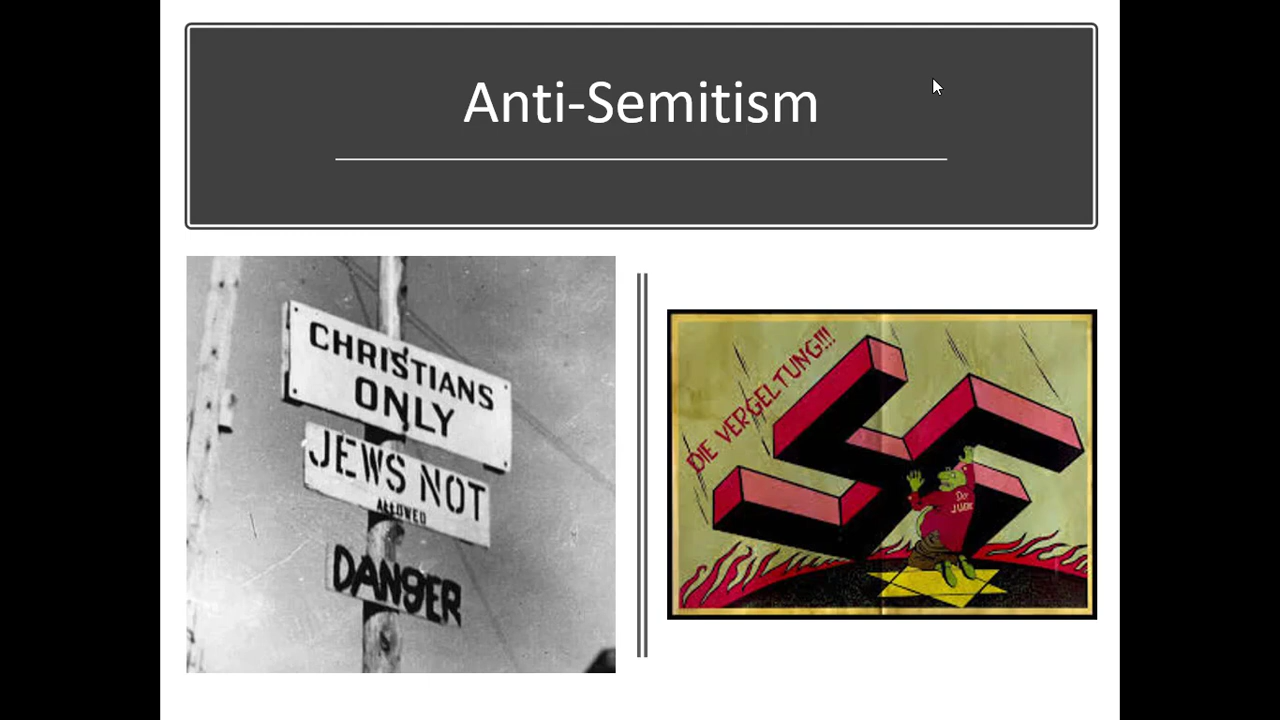 Anti-Semitism
CHRISTIANS
ONLY
JEWS NOT
ALLOWED
DANGER
DIE VERGELTUNG!!!
Der
JUDE